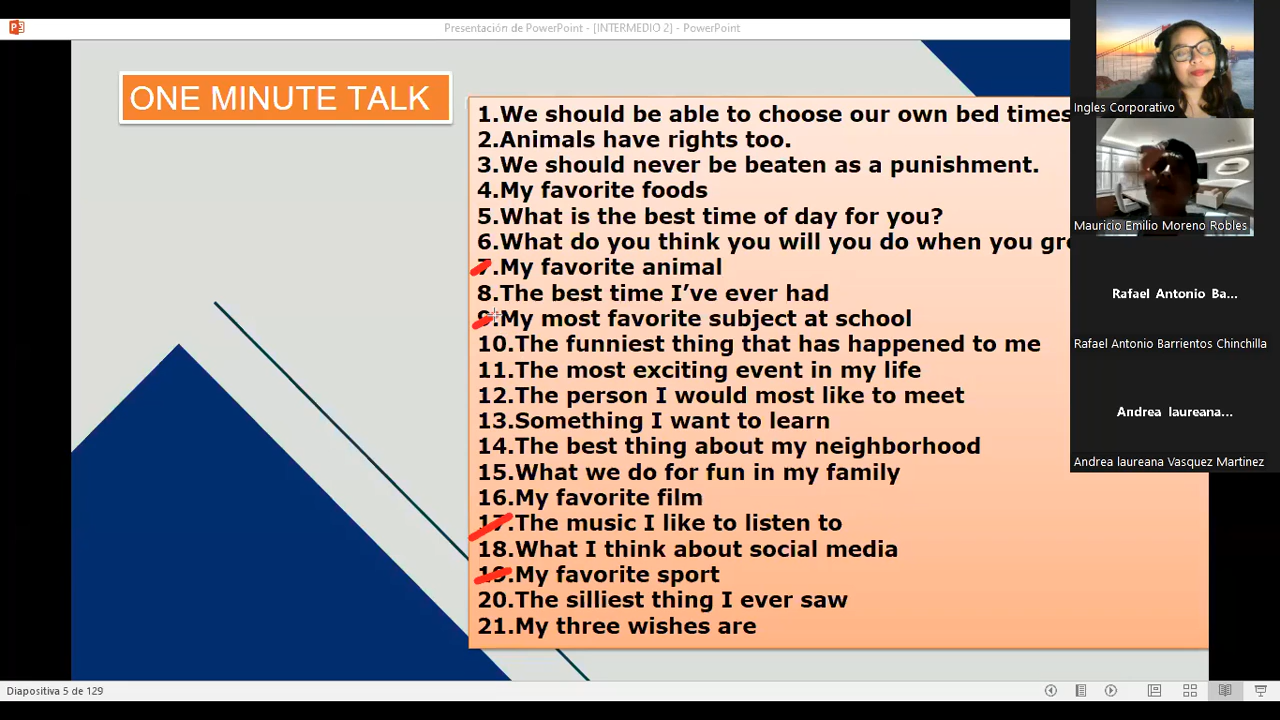 Presentación de PowerPoint - [INTERMEDIO 2] - PowerPoint
ONE MINUTE TALK
1.We should be able to choose our own bed times
2.Animals have rights too.
3.We should never be beaten as a punishment.
4.My favorite foods
5.What is the best time of day for you?
6.What do you think you will you do when you gr
7.My favorite animal
8.The best time I’ve ever had
9.My most favorite subject at school
10.The funniest thing that has happened to me
11.The most exciting event in my life
12.The person I would most like to meet
13.Something I want to learn
14.The best thing about my neighborhood
15.What we do for fun in my family
16.My favorite film
17.The music I like to listen to
18.What I think about social media
19.My favorite sport
20.The silliest thing I ever saw
21.My three wishes are
Ingles Corporativo
Mauricio Emilio Moreno Robles
Rafael Antonio Ba...
Rafael Antonio Barrientos Chinchilla
Andrea laureana...
Andrea laureana Vasquez Martinez
Diapositiva 5 de 129